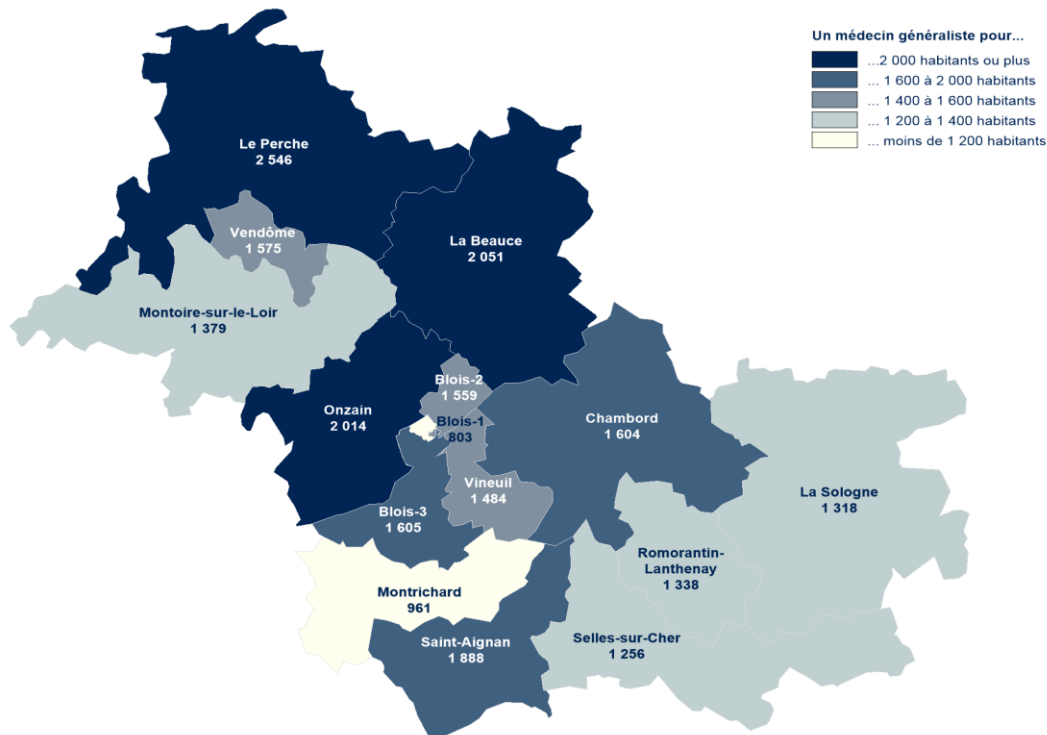 Un médecin généraliste pour...
...2 000 habitants ou plus
... 1 600 à 2 000 habitants
... 1 400 à 1 600 habitants
... 1 200 à 1 400 habitants
... moins de 1 200 habitants
Le Perche
2 546
Vendôme
1 575
La Beauce
2 051
Montoire-sur-le-Loir
1 379
Blois-2
1 559
Onzain
2 014
Blois-1
803
Chambord
1 604
Vineuil
1 484
La Sologne
1 318
Blois-3
1 605
Romorantin-
Lanthenay
1 338
Montrichard
961
Saint-Aignan
1 888
Selles-sur-Cher
1 256